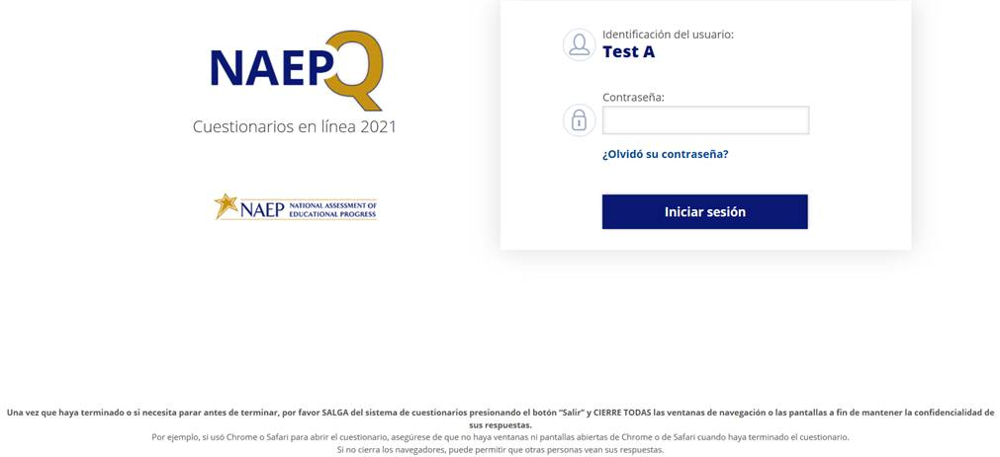 NAEPQ
Cuestionarios en línea 2021
NAEP NATIONAL ASSESSMENT OF
EDUCATIONAL PROGRESS
Identificación del usuario:
Test A
Contraseña:
¿Olvidó su contraseña?
Iniciar sesión
Una vez que haya terminado o si necesita parar antes de terminar, por favor SALGA del sistema de cuestionarios presionando el botón “Salir” y CIERRE TODAS las ventanas de navegación o las pantallas a fin de mantener la confidencialidad de
sus respuestas.
Por ejemplo, si usó Chrome o Safari para abrir el cuestionario, asegúrese de que no haya ventanas ni pantallas abiertas de Chrome o de Safari cuando haya terminado el cuestionario.
Si no cierra los navegadores, puede permitir que otras personas vean sus respuestas.